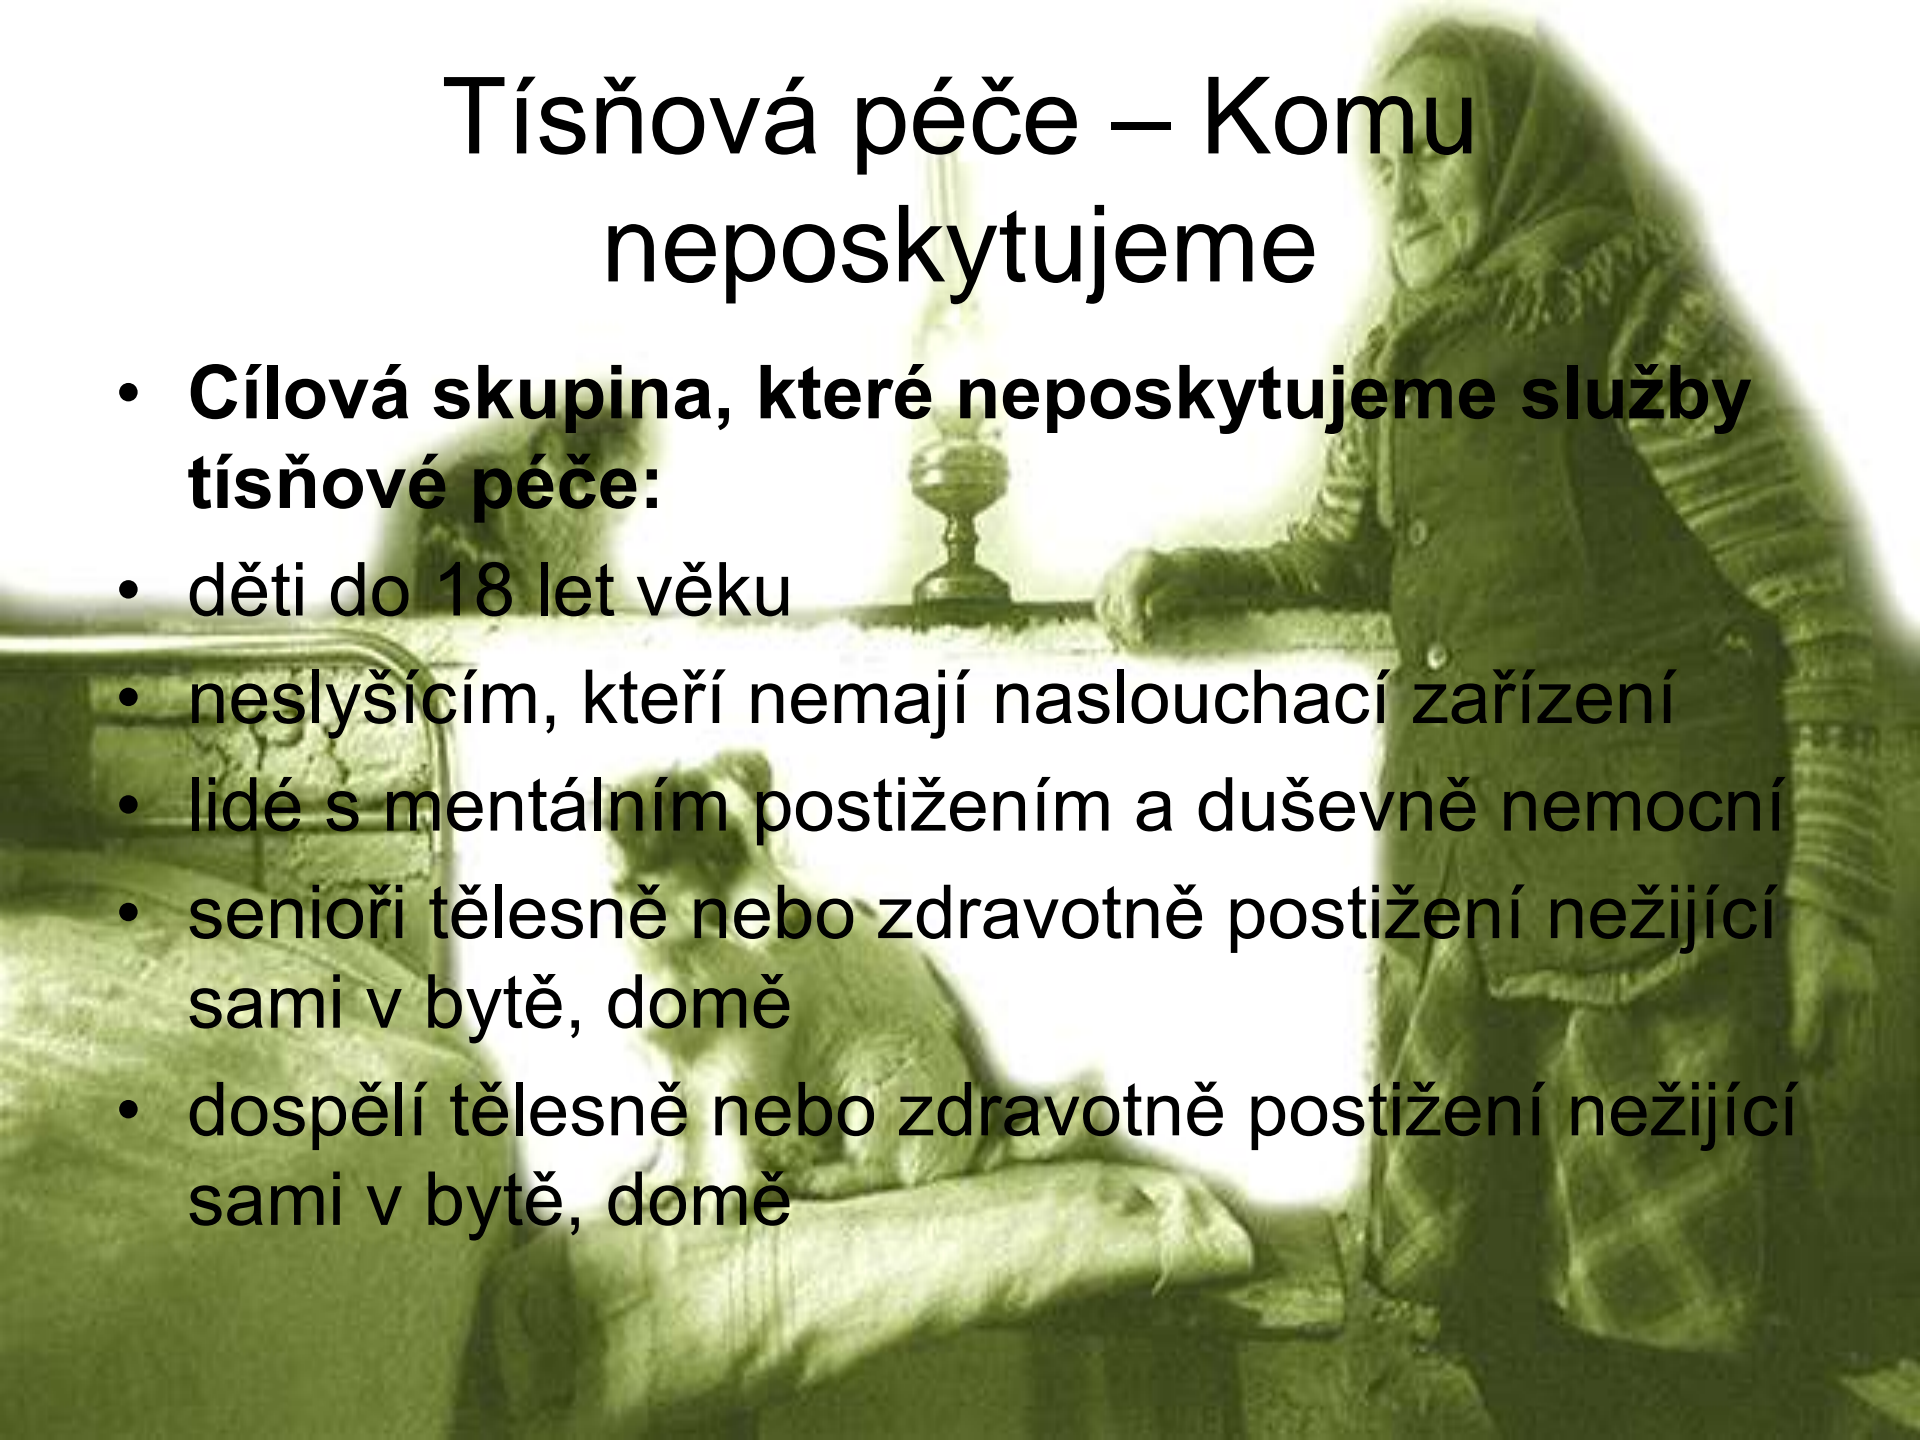 Tísňová péče – Komu
neposkytujeme
• Cílová skupina, které neposkytujeme služby
tísňové péče:
• děti do 18 let věku
• neslyšícím, kteří nemají naslouchací zařízení
• lidé s mentálním postižením a duševně nemocní
• senioři tělesně nebo zdravotně postižení nežijící
sami v bytě, domě
• dospělí tělesně nebo zdravotně postižení nežijící
sami v bytě, domě